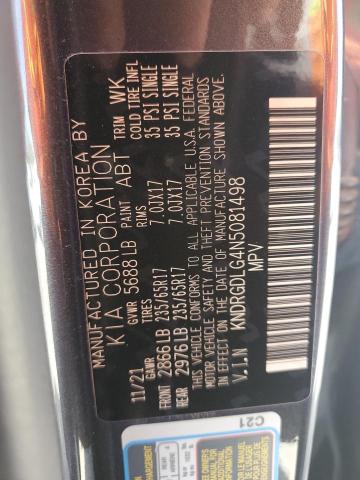 MANUFACTURED IN KOREA BY
KIA CORPORATION
11/21 GVWR 5688 LB PAINT ABT TRIM WK
GAWR TIRES RIMS
FRONT 2866 LB 235/65R17 7.0JX17 35 PSI SINGLE
REAR 2976 LB 235/65R17 7.0JX17 35 PSI SINGLE
THIS VEHICLE CONFORMS TO ALL APPLICABLE U.S.A. FEDERAL
MOTOR VEHICLE SAFETY AND THEFT PREVENTION STANDARDS
IN EFFECT ON THE DATE OF MANUFACTURE SHOWN ABOVE.
V.I.N KNDRGDLG4N5081498
MPV
C21
SEE OWNER'S